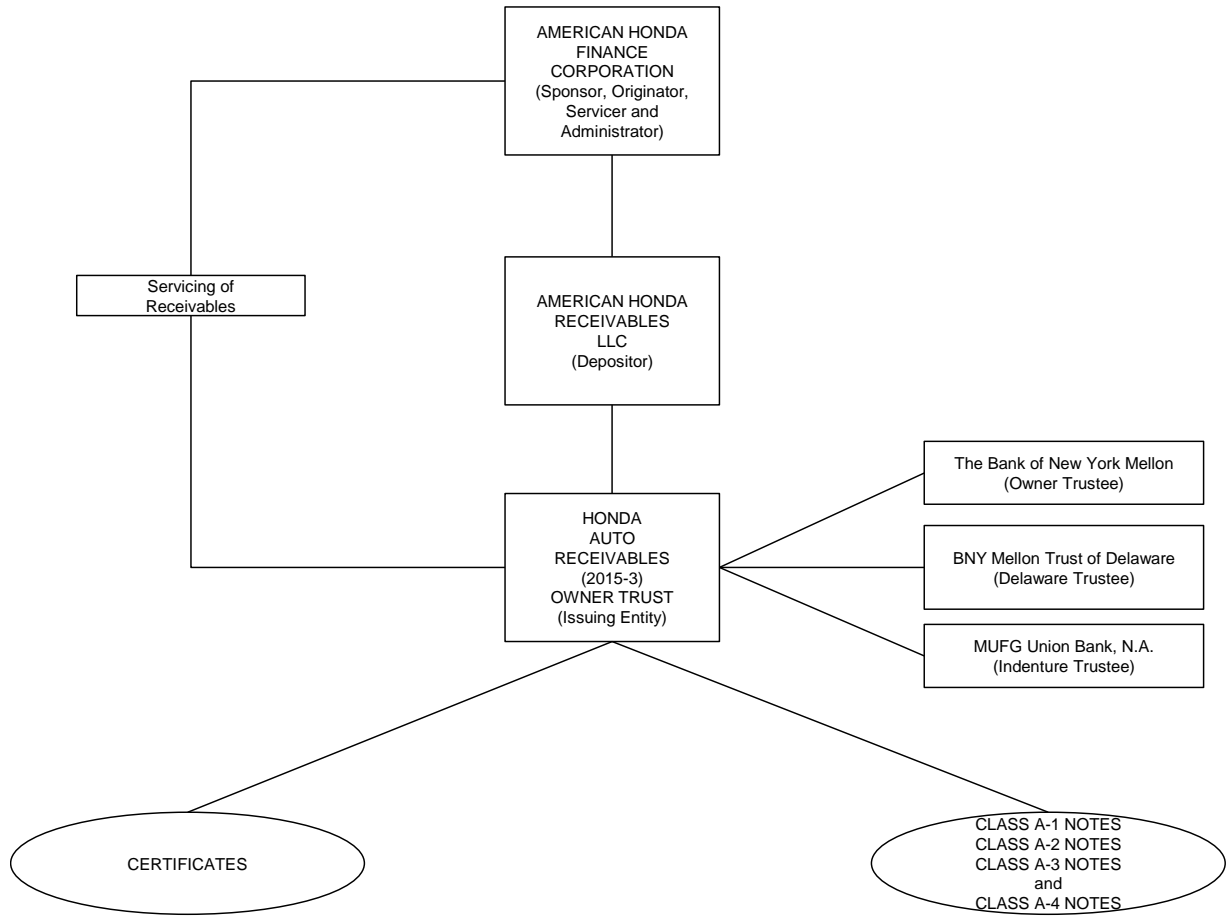 AMERICAN HONDA
FINANCE
CORPORATION
(Sponsor, Originator,
Servicer and
Administrator)
Servicing of
Receivables
AMERICAN HONDA
RECEIVABLES
LLC
(Depositor)
HONDA
AUTO
RECEIVABLES
(2015-3)
OWNER TRUST
(Issuing Entity)
The Bank of New York Mellon
(Owner Trustee)
BNY Mellon Trust of Delaware
(Delaware Trustee)
MUFG Union Bank, N.A.
(Indenture Trustee)
CERTIFICATES
CLASS A-1 NOTES
CLASS A-2 NOTES
CLASS A-3 NOTES
and
CLASS A-4 NOTES